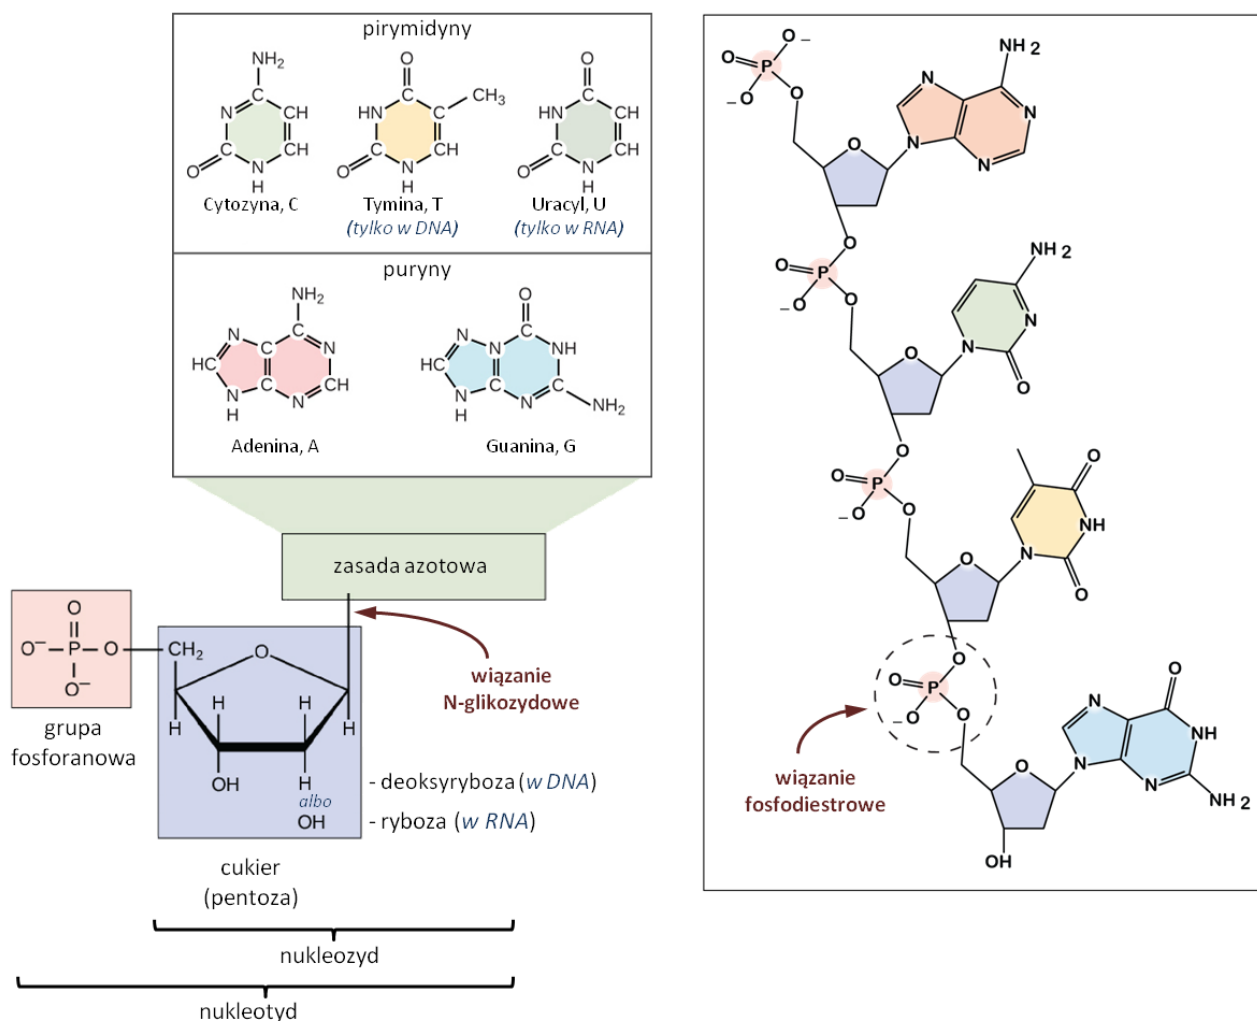 pirymidyny
NH2
C
N
CH
C
CH
O
N
H
Cytozyna, C
O
C
HN
C
CH3
C
CH
O
N
H
Tymina, T
(tylko w DNA)
O
C
HN
CH
C
CH
O
N
H
Uracyl, U
(tylko w RNA)
puryny
NH2
N
C
C
N
HC
C
CH
N
N
H
Adenina, A
O
N
C
N
NH
HC
C
C
N
N
NH2
H
Guanina, G
zasada azotowa
wiązanie
N-glikozydowe
O
O− P O
O−
grupa
fosforanowa
CH2
O
H
H
H
H
OH
H
albo
OH
- deoksyryboza (w DNA)
- ryboza (w RNA)
cukier
(pentoza)
nukleozyd
nukleotyd
O −
O P
− O
O
NH 2
N
N
N
N
O
O
O P
− O
O
NH 2
N
N
O
O
O
O P
− O
O
O
NH
N
O
O
O
O P
− O
O
O
N
NH
N
N
NH 2
O
OH
wiązanie
fosfodiestrowe